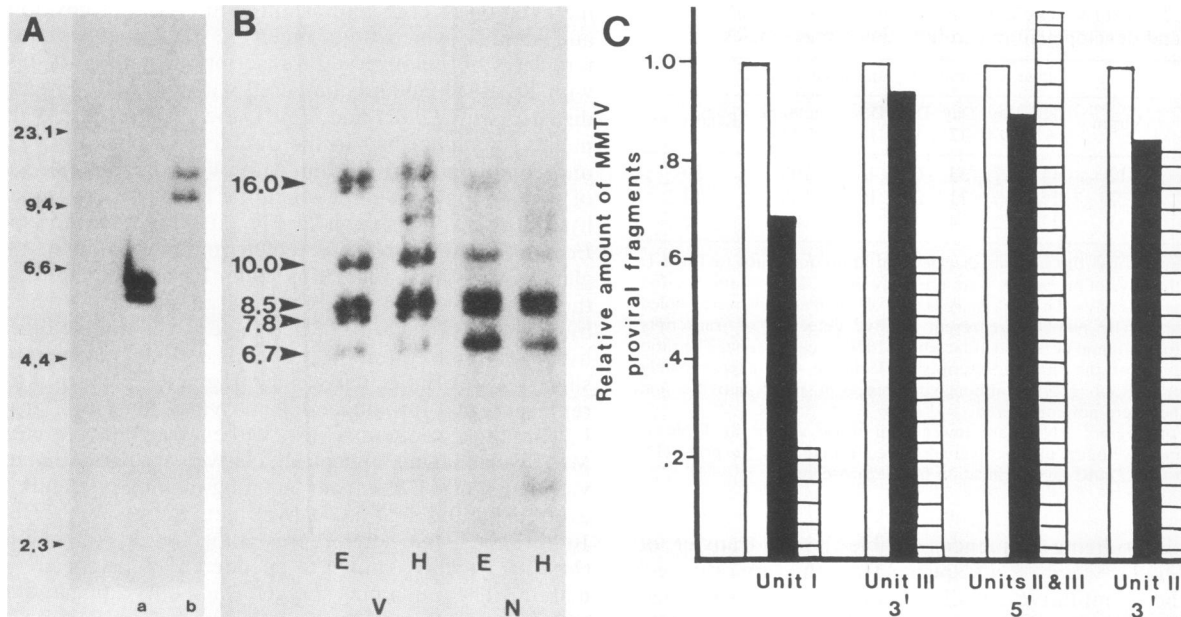 A
23,1
9,4
6,6
4,4
2.3
a b
B
16.0
10.0
8.5
7.8
6.7
E H E H
V N
C
Relative amount of MMTV
proviral fragments
1.0
.8
.6
.4
.2
Unit I Unit III Units II & III Unit II
3' 5' 3'